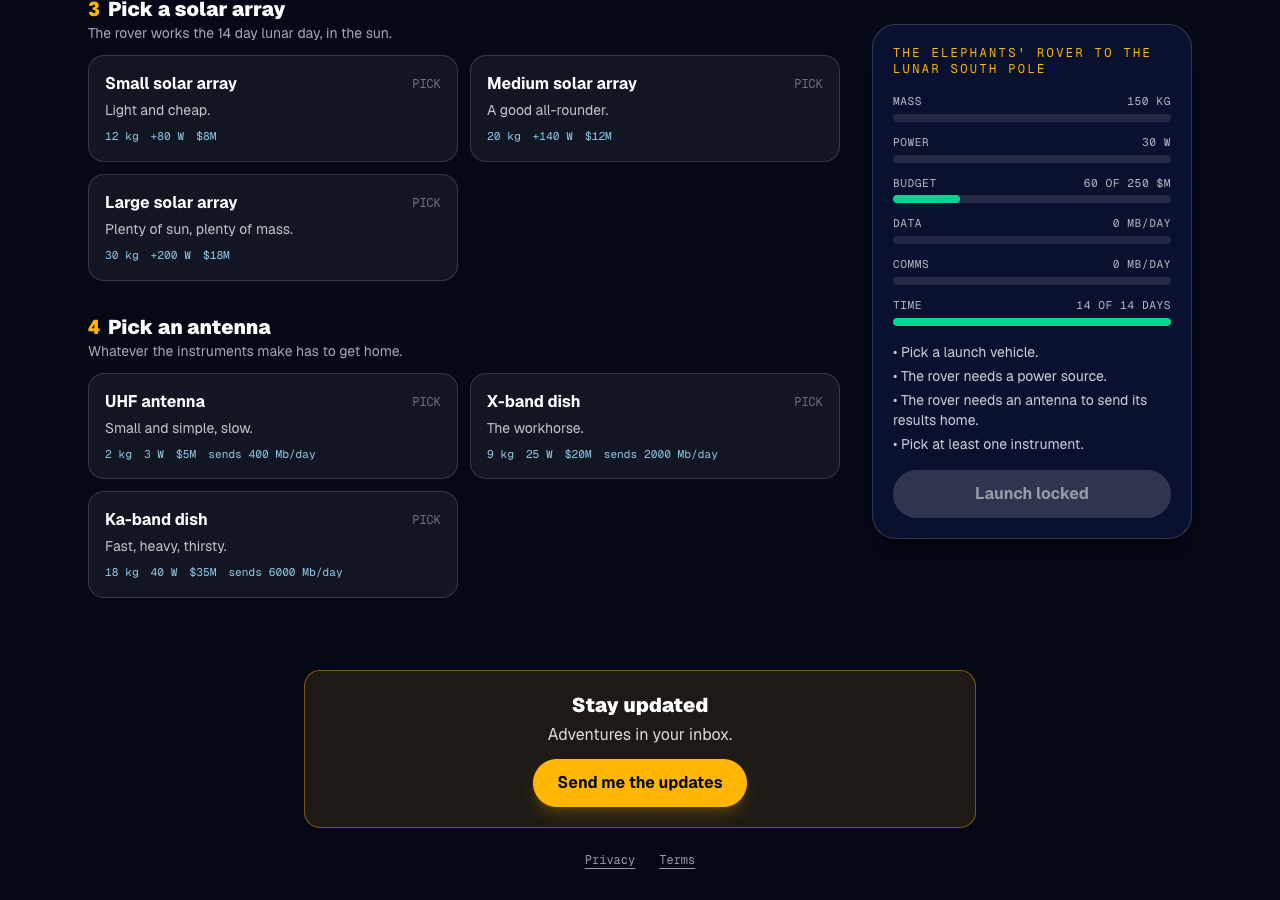 3 Pick a solar array
The rover works the 14 day lunar day, in the sun.
Small solar array PICK
Light and cheap.
12 kg +80 W $8M
Medium solar array PICK
A good all-rounder.
20 kg +140 W $12M
Large solar array PICK
Plenty of sun, plenty of mass.
30 kg +200 W $18M
4 Pick an antenna
Whatever the instruments make has to get home.
UHF antenna PICK
Small and simple, slow.
2 kg 3 W $5M sends 400 Mb/day
X-band dish PICK
The workhorse.
9 kg 25 W $20M sends 2000 Mb/day
Ka-band dish PICK
Fast, heavy, thirsty.
18 kg 40 W $35M sends 6000 Mb/day
THE ELEPHANTS' ROVER TO THE
LUNAR SOUTH POLE
MASS 150 KG
POWER 30 W
BUDGET 60 OF 250 $M
DATA 0 MB/DAY
COMMS 0 MB/DAY
TIME 14 OF 14 DAYS
• Pick a launch vehicle.
• The rover needs a power source.
• The rover needs an antenna to send its
results home.
• Pick at least one instrument.
Launch locked
Stay updated
Adventures in your inbox.
Send me the updates
Privacy Terms